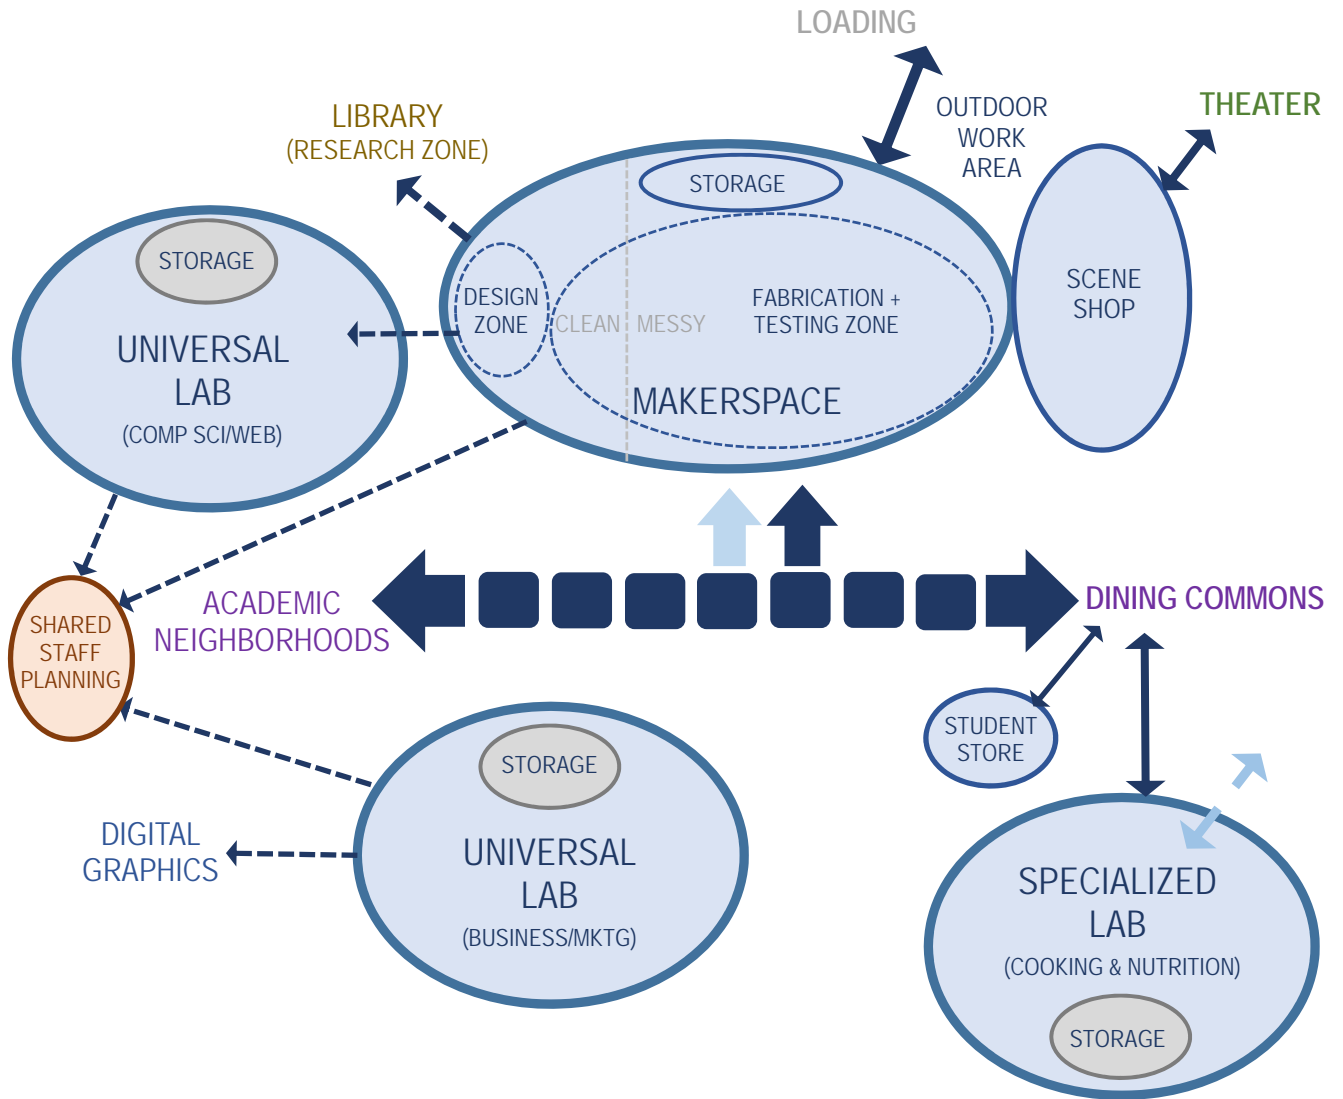 LOADING
LIBRARY
(RESEARCH ZONE)
OUTDOOR
WORK
AREA
THEATER
STORAGE
STORAGE
DESIGN
ZONE
CLEAN
MESSY
FABRICATION +
TESTING ZONE
SCENE
SHOP
UNIVERSAL
LAB
(COMP SCI/WEB)
MAKERSPACE
SHARED
STAFF
PLANNING
ACADEMIC
NEIGHBORHOODS
DINING COMMONS
STUDENT
STORE
STORAGE
DIGITAL
GRAPHICS
UNIVERSAL
LAB
(BUSINESS/MKTG)
SPECIALIZED
LAB
(COOKING & NUTRITION)
STORAGE